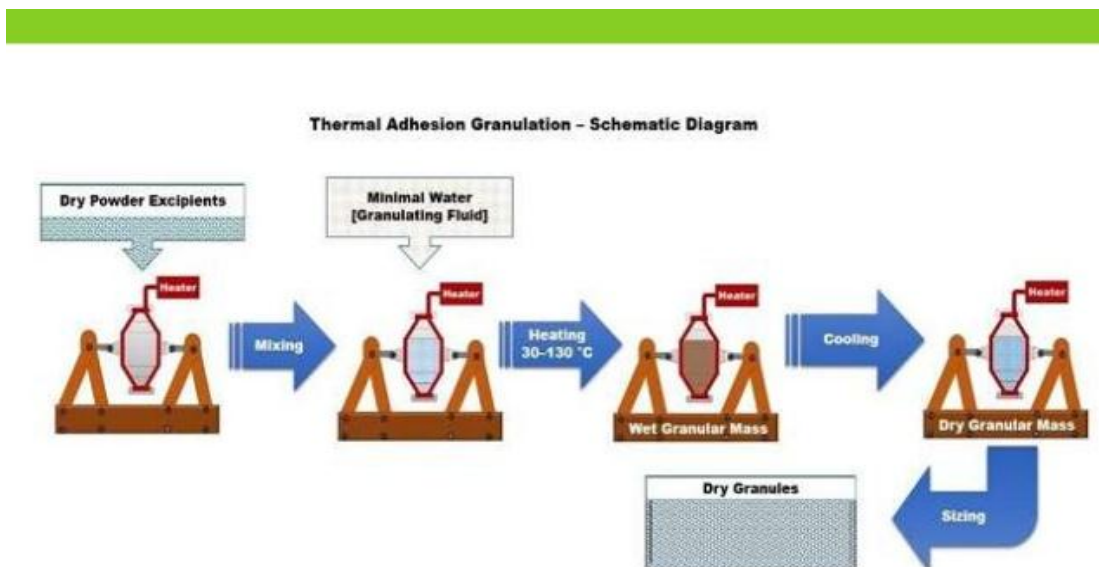 Thermal Adhesion Granulation – Schematic Diagram
Dry Powder Excipients
Minimal Water
[Granulating Fluid]
Heater
Heater
Heater
Heater
Mixing
Heating
30–130 °C
Cooling
Wet Granular Mass
Dry Granular Mass
Dry Granules
Sizing